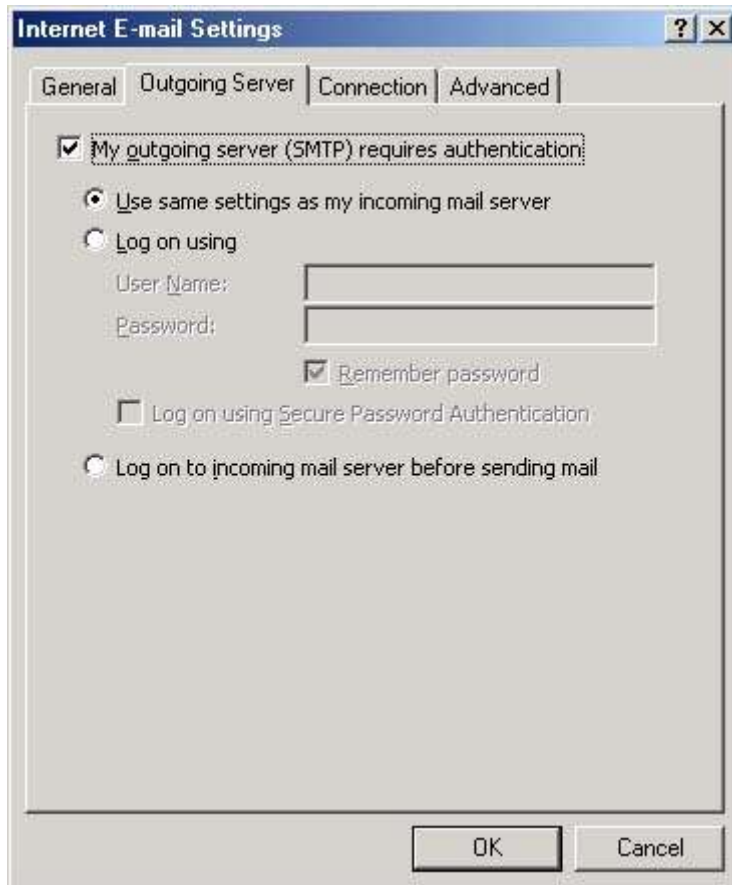 Internet E-mail Settings
General Outgoing Server Connection Advanced
My outgoing server (SMTP) requires authentication
Use same settings as my incoming mail server
Log on using
User Name:
Password:
Remember password
Log on using Secure Password Authentication
Log on to incoming mail server before sending mail
OK Cancel